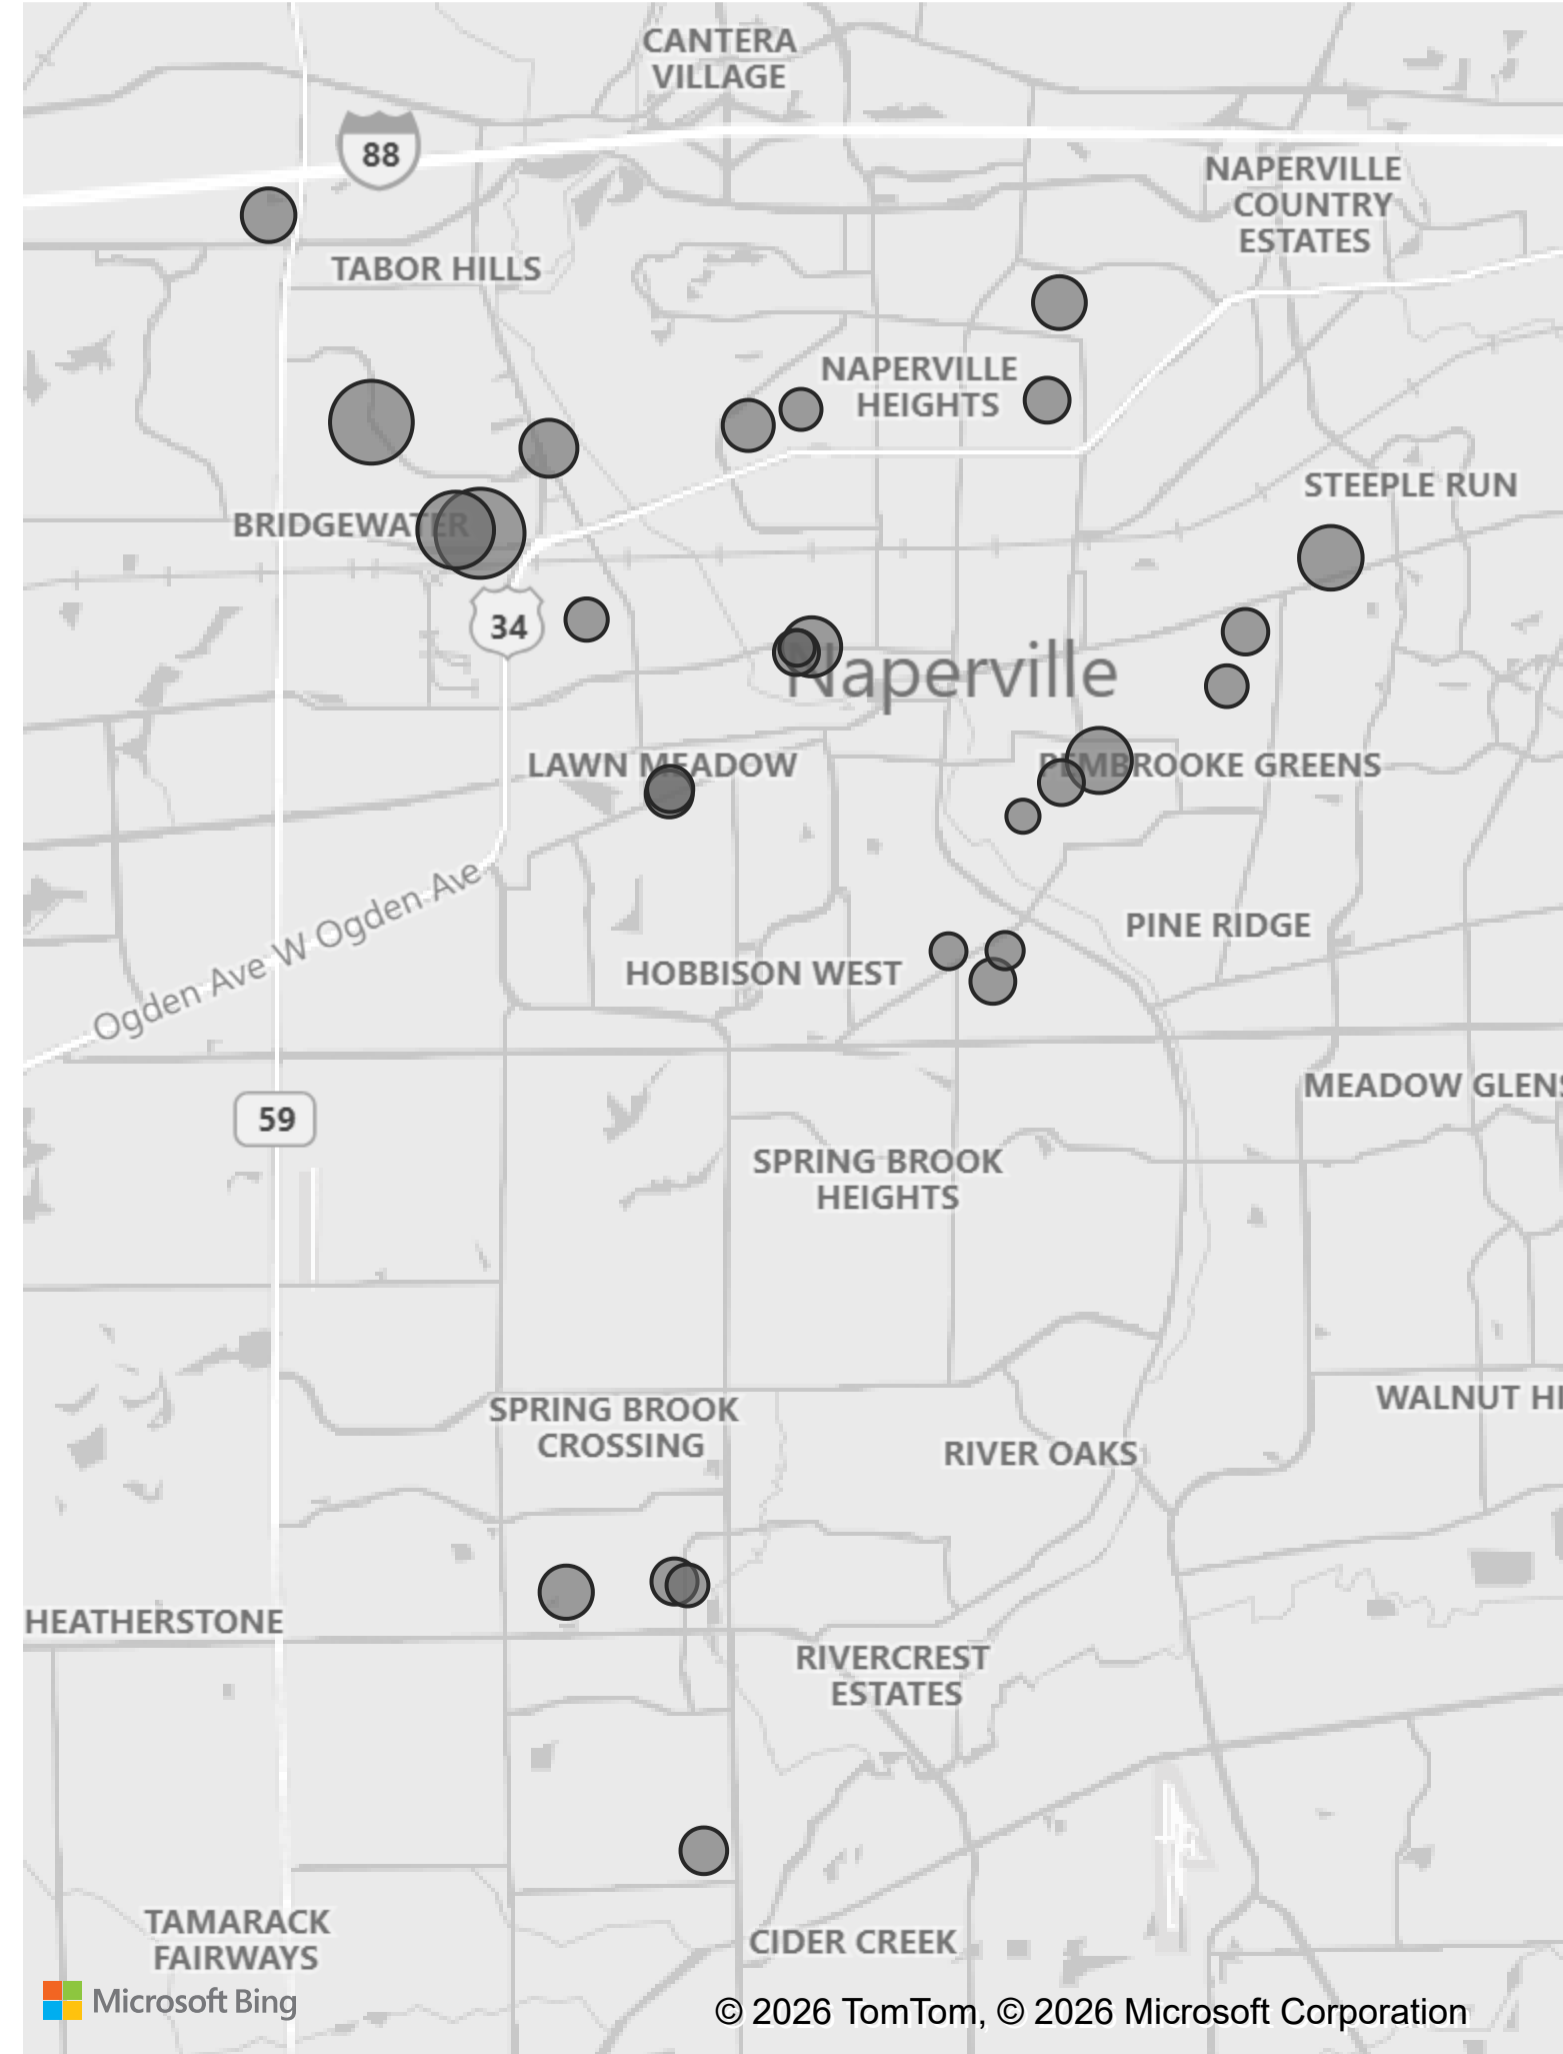 CANTERA
VILLAGE
88
NAPERVILLE
COUNTRY
ESTATES
TABOR HILLS
NAPERVILLE
HEIGHTS
STEEPLE RUN
BRIDGEWATER
34
Naperville
LAWN MEADOW
PEMBROOKE GREENS
Ogden Ave W Ogden Ave
PINE RIDGE
HOBBISON WEST
MEADOW GLENS
59
SPRING BROOK
HEIGHTS
WALNUT HI
SPRING BROOK
CROSSING
RIVER OAKS
HEATHERSTONE
RIVERCREST
ESTATES
TAMARACK
FAIRWAYS
CIDER CREEK
Microsoft Bing
© 2026 TomTom, © 2026 Microsoft Corporation